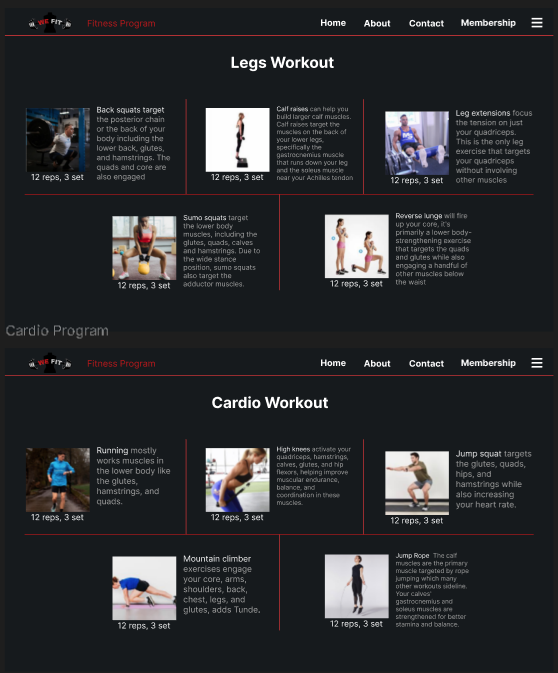 WE FIT
Fitness Program
Home
About
Contact
Membership
Legs Workout
Back squats target
the posterior chain
or the back of your
body including the
lower back, glutes,
and hamstrings. The
quads and core are
also engaged
12 reps, 3 set
Calf raises can help you
build larger calf muscles.
Calf raises target the
muscles on the back of
your lower legs,
specifically the
gastrocnemius muscle
that runs down your leg
and the soleus muscle
near your Achilles tendon
12 reps, 3 set
Leg extensions focus
the tension on just
your quadriceps.
This is the only leg
exercise that targets
your quadriceps
without involving
other muscles
12 reps, 3 set
Sumo squats target
the lower body
muscles, including the
glutes, quads, calves
and hamstrings. Due to
the wide stance
position, sumo squats
also target the
adductor muscles.
12 reps, 3 set
Reverse lunge will fire
up your core, it's
primarily a lower body-
strengthening exercise
that targets the quads
and glutes while also
engaging a handful of
other muscles below
the waist
12 reps, 3 set
Cardio Program
WE FIT
Fitness Program
Home
About
Contact
Membership
Cardio Workout
Running mostly
works muscles in
the lower body like
the glutes,
hamstrings, and
quads.
12 reps, 3 set
High knees activate your
quadriceps, hamstrings,
calves, glutes, and hip
flexors, helping improve
muscular endurance,
balance, and
coordination in these
muscles.
12 reps, 3 set
Jump squat targets
the glutes, quads,
hips, and
hamstrings while
also increasing
your heart rate.
12 reps, 3 set
Mountain climber
exercises engage
your core, arms,
shoulders, back,
chest, legs, and
glutes, adds Tunde.
12 reps, 3 set
Jump Rope The calf
muscles are the primary
muscle targeted by rope
jumping which many
other workouts sideline.
Your calves'
gastrocnemius and
soleus muscles are
strengthened for better
stamina and balance.
12 reps, 3 set